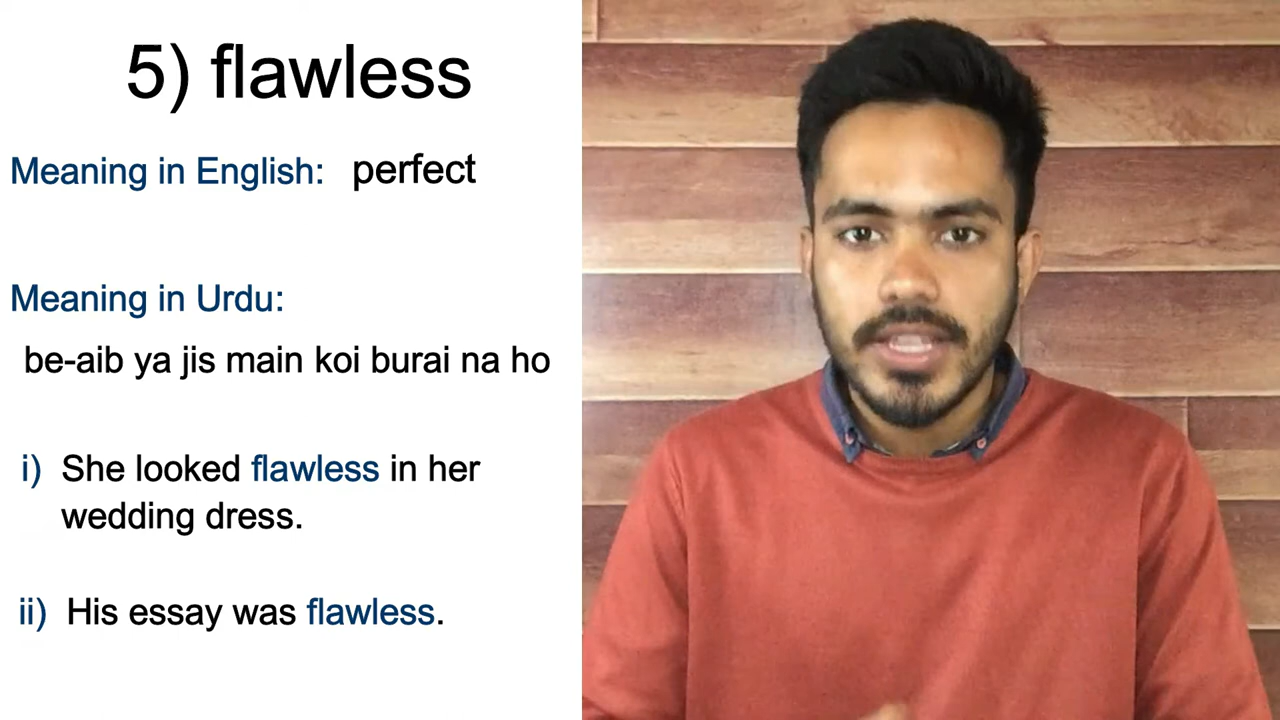 5) flawless
Meaning in English: perfect
Meaning in Urdu:
be-aib ya jis main koi burai na ho
i) She looked flawless in her
wedding dress.
ii) His essay was flawless.